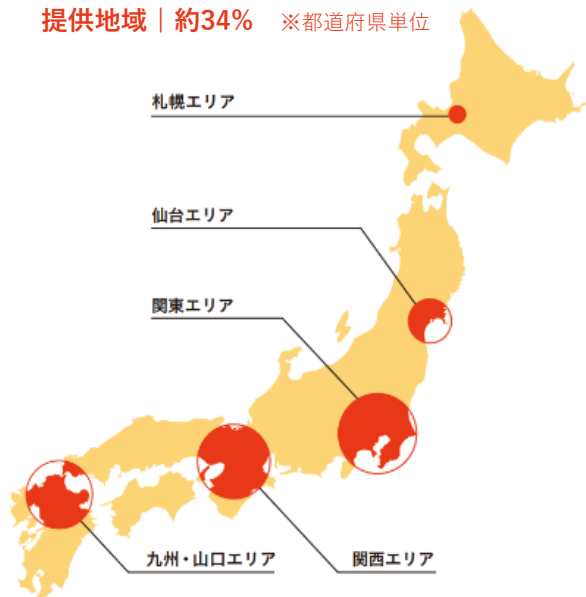 提供地域｜約34% ※都道府県単位
札幌エリア
仙台エリア
関東エリア
九州・山口エリア
関西エリア